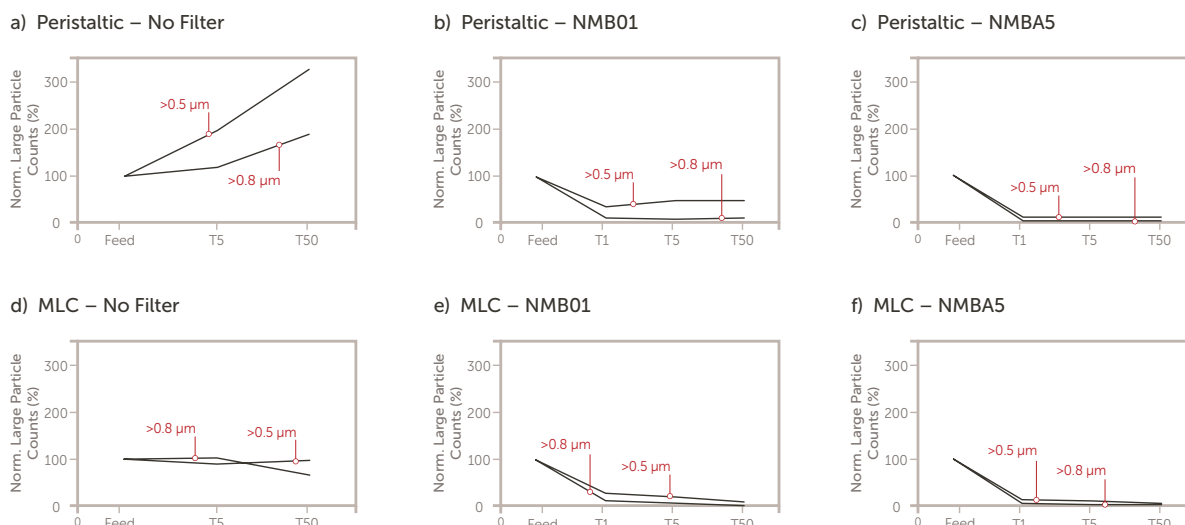 a) Peristaltic – No Filter
Norm. Large Particle
Counts (%)
300
200
100
0
0
Feed
T5
T50
>0.5 µm
>0.8 µm
b) Peristaltic – NMB01
Norm. Large Particle
Counts (%)
300
200
100
0
0
Feed
T1
T5
T50
>0.5 µm
>0.8 µm
c) Peristaltic – NMBA5
Norm. Large Particle
Counts (%)
300
200
100
0
0
Feed
T1
T5
T50
>0.5 µm
>0.8 µm
d) MLC – No Filter
Norm. Large Particle
Counts (%)
300
200
100
0
0
Feed
T5
T50
>0.8 µm
>0.5 µm
e) MLC – NMB01
Norm. Large Particle
Counts (%)
300
200
100
0
0
Feed
T1
T5
T50
>0.8 µm
>0.5 µm
f) MLC – NMBA5
Norm. Large Particle
Counts (%)
300
200
100
0
0
Feed
T1
T5
T50
>0.5 µm
>0.8 µm